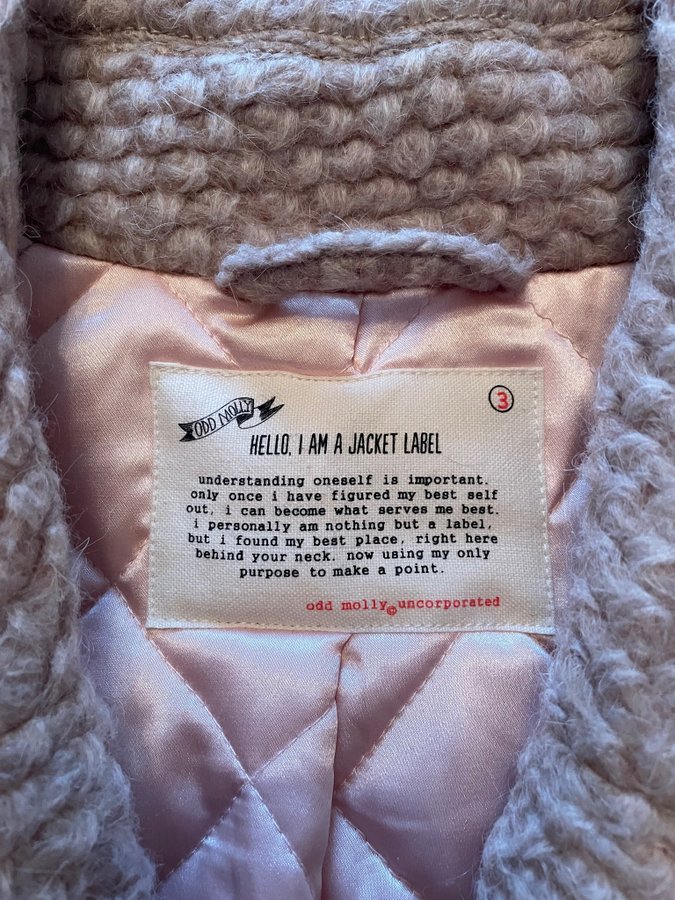 3
ODD MOLLY
HELLO, I AM A JACKET LABEL
understanding oneself is important.
only once i have figured my best self
out, i can become what serves me best.
i personally am nothing but a label,
but i found my best place, right here
behind your neck. now using my only
purpose to make a point.
odd molly©uncorporated